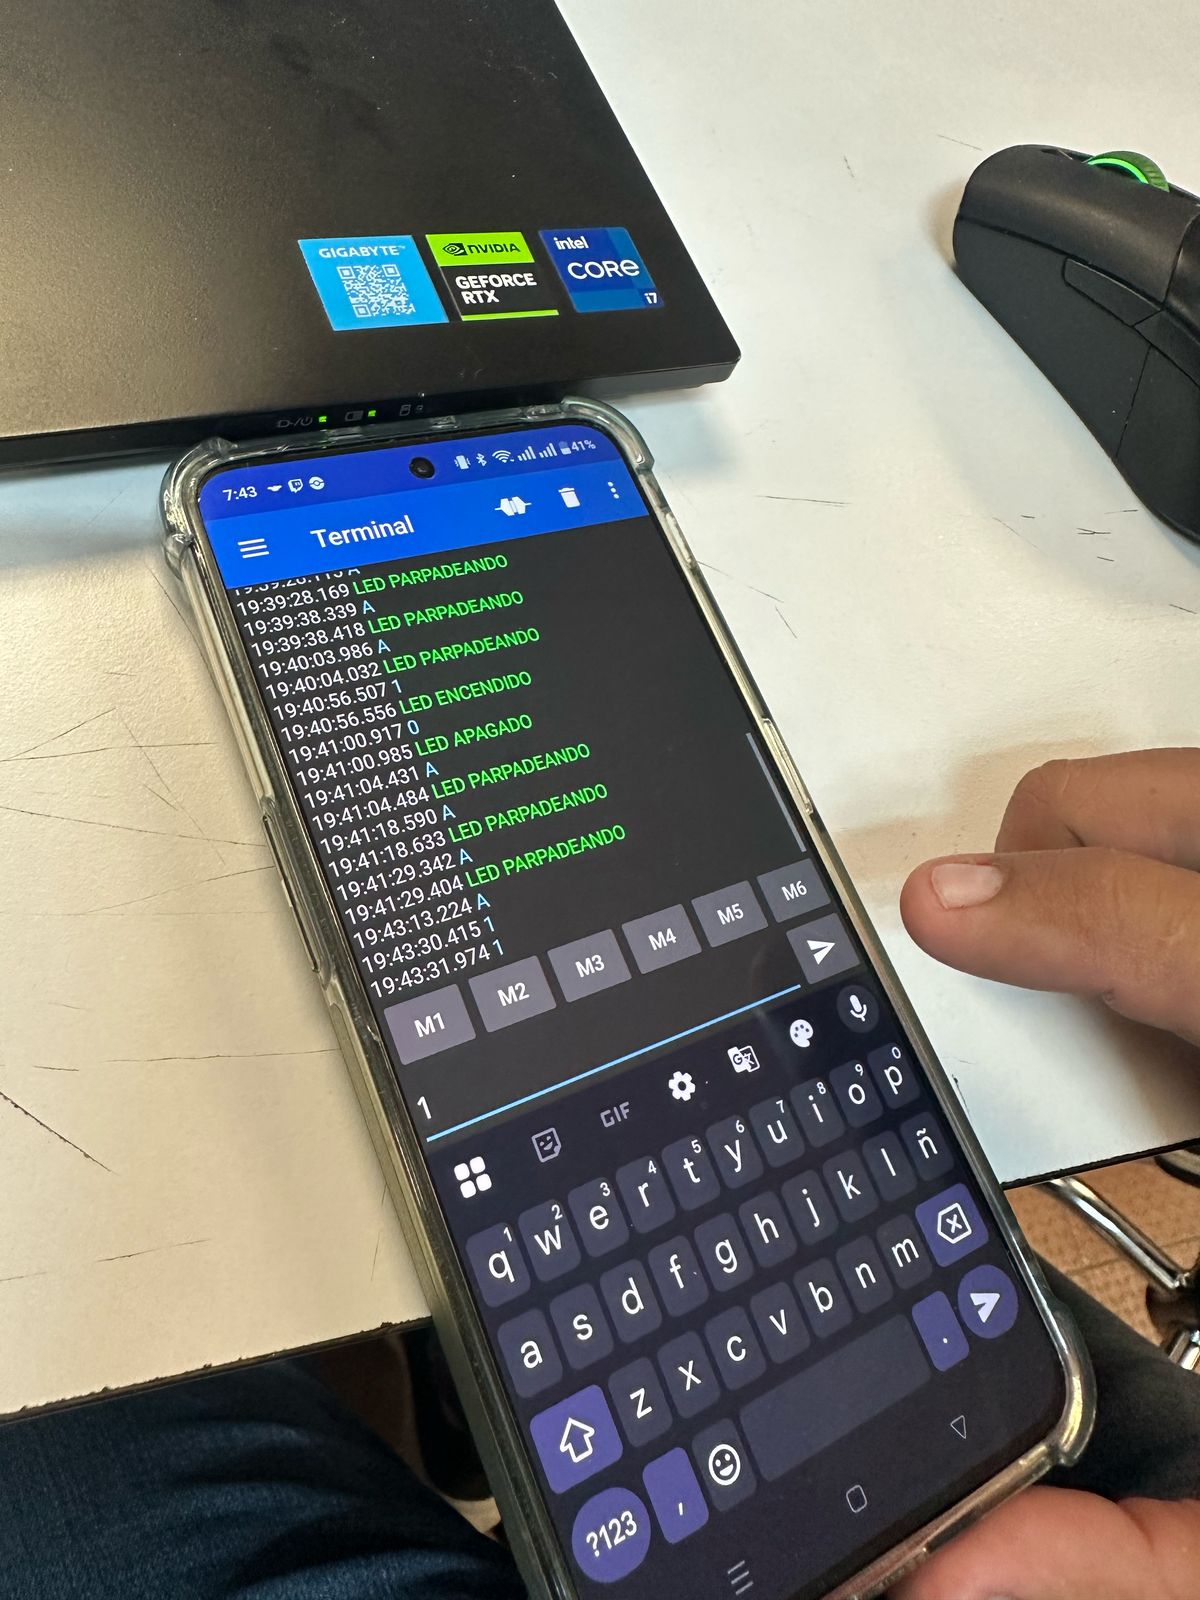 GIGABYTE™
NVIDIA
GEFORCE
RTX
intel
CORE
i7
7:43
41%
Terminal
19:39:28.169 LED PARPADEANDO
19:39:38.339 A
19:39:38.418 LED PARPADEANDO
19:40:03.986 A
19:40:04.032 LED PARPADEANDO
19:40:56.507 1
19:40:56.556 LED ENCENDIDO
19:41:00.917 0
19:41:00.985 LED APAGADO
19:41:04.431 A
19:41:04.484 LED PARPADEANDO
19:41:18.590 A
19:41:18.633 LED PARPADEANDO
19:41:29.342 A
19:41:29.404 LED PARPADEANDO
19:43:13.224 A
19:43:30.415 1
19:43:31.974 1
M1 M2 M3 M4 M5 M6
1
GIF
1 2 3 4 5 6 7 8 9 0
q w e r t y u i o p
a s d f g h j k l ñ
z x c v b n m
?123 , .